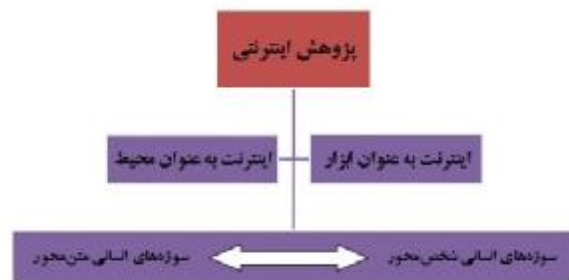 پژوهش اینترنتی
اینترنت به عنوان ابزار
اینترنت به عنوان محیط
سوژه‌های انسانی شخص‌محور
سوژه‌های انسانی متن‌محور